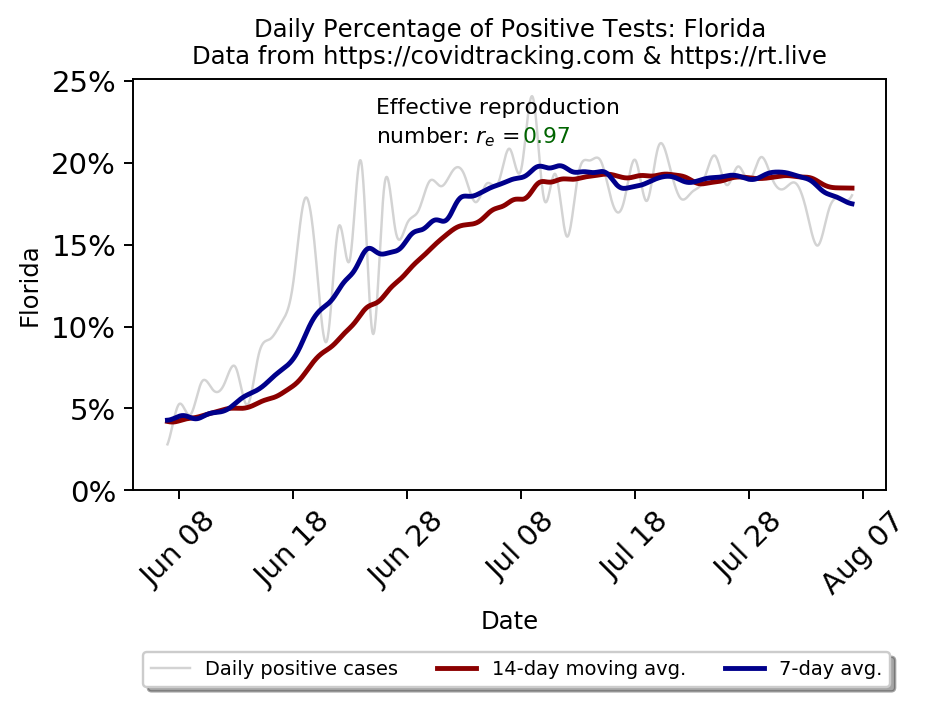 Daily Percentage of Positive Tests: Florida
Data from https://covidtracking.com & https://rt.live
Effective reproduction
number: r_e =0.97
25%
20%
15%
10%
5%
0%
Florida
Jun 08
Jun 18
Jun 28
Jul 08
Jul 18
Jul 28
Aug 07
Date
Daily positive cases
14-day moving avg.
7-day avg.